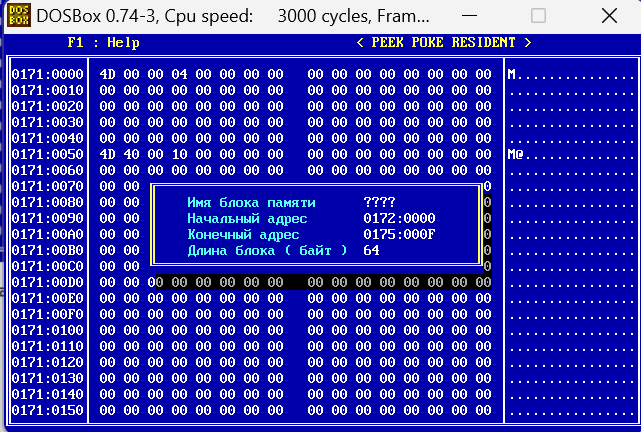 DOS BOX DOSBox 0.74-3, Cpu speed: 3000 cycles, Fram...
F1 : Help < PEEK POKE RESIDENT >
0171:0000 4D 00 00 04 00 00 00 00 00 00 00 00 00 00 00 00 M...............
0171:0010 00 00 00 00 00 00 00 00 00 00 00 00 00 00 00 00 ................
0171:0020 00 00 00 00 00 00 00 00 00 00 00 00 00 00 00 00 ................
0171:0030 00 00 00 00 00 00 00 00 00 00 00 00 00 00 00 00 ................
0171:0040 00 00 00 00 00 00 00 00 00 00 00 00 00 00 00 00 ................
0171:0050 4D 40 00 10 00 00 00 00 00 00 00 00 00 00 00 00 M@..............
0171:0060 00 00 00 00 00 00 00 00 00 00 00 00 00 00 00 00 ................
0171:0070 00 00 0 ................
0171:0080 00 00 Имя блока памяти ???? 0 ................
0171:0090 00 00 Начальный адрес 0172:0000 0 ................
0171:00A0 00 00 Конечный адрес 0175:000F 0 ................
0171:00B0 00 00 Длина блока ( байт ) 64 0 ................
0171:00C0 00 00 0 ................
0171:00D0 00 00 00 00 00 00 00 00 00 00 00 00 00 00 00 00 ................
0171:00E0 00 00 00 00 00 00 00 00 00 00 00 00 00 00 00 00 ................
0171:00F0 00 00 00 00 00 00 00 00 00 00 00 00 00 00 00 00 ................
0171:0100 00 00 00 00 00 00 00 00 00 00 00 00 00 00 00 00 ................
0171:0110 00 00 00 00 00 00 00 00 00 00 00 00 00 00 00 00 ................
0171:0120 00 00 00 00 00 00 00 00 00 00 00 00 00 00 00 00 ................
0171:0130 00 00 00 00 00 00 00 00 00 00 00 00 00 00 00 00 ................
0171:0140 00 00 00 00 00 00 00 00 00 00 00 00 00 00 00 00 ................
0171:0150 00 00 00 00 00 00 00 00 00 00 00 00 00 00 00 00 ................